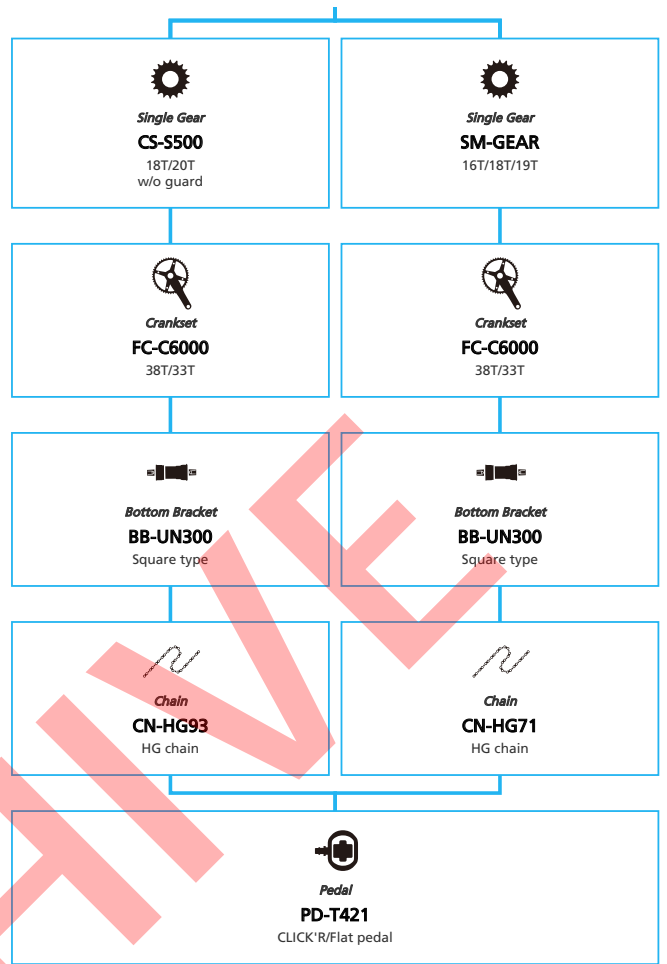 Single Gear
CS-S500
18T/20T
w/o guard
Single Gear
SM-GEAR
16T/18T/19T
Crankset
FC-C6000
38T/33T
Crankset
FC-C6000
38T/33T
Bottom Bracket
BB-UN300
Square type
Bottom Bracket
BB-UN300
Square type
Chain
CN-HG93
HG chain
Chain
CN-HG71
HG chain
Pedal
PD-T421
CLICK'R/Flat pedal
HIVE